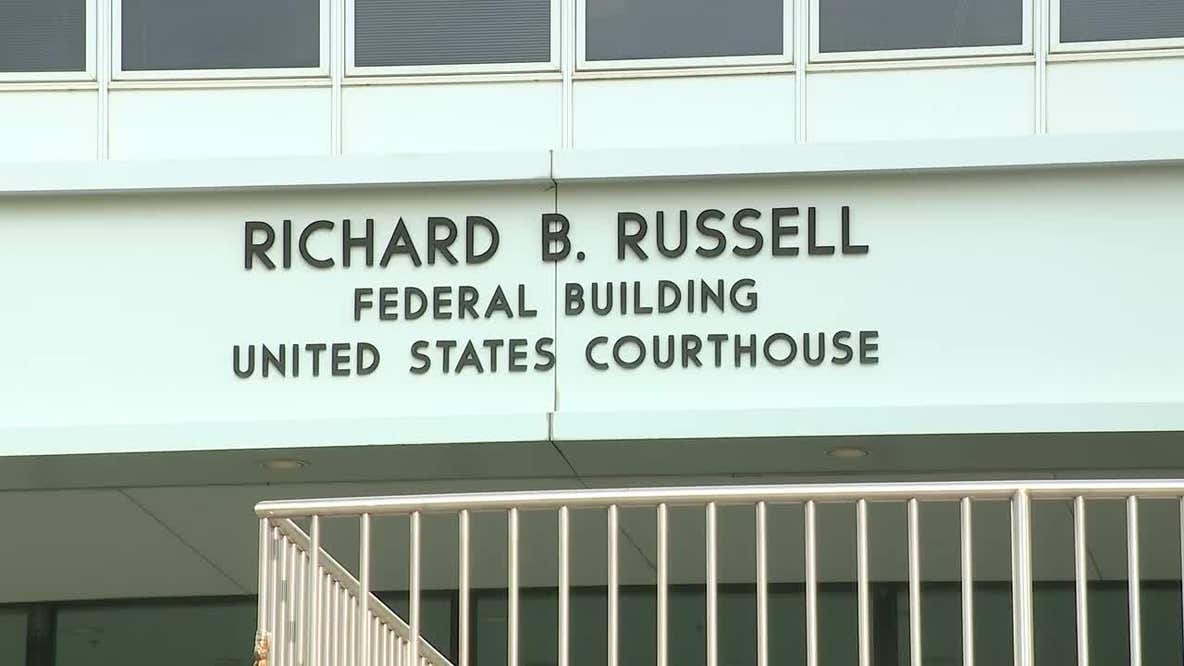 RICHARD B. RUSSELL
FEDERAL BUILDING
UNITED STATES COURTHOUSE